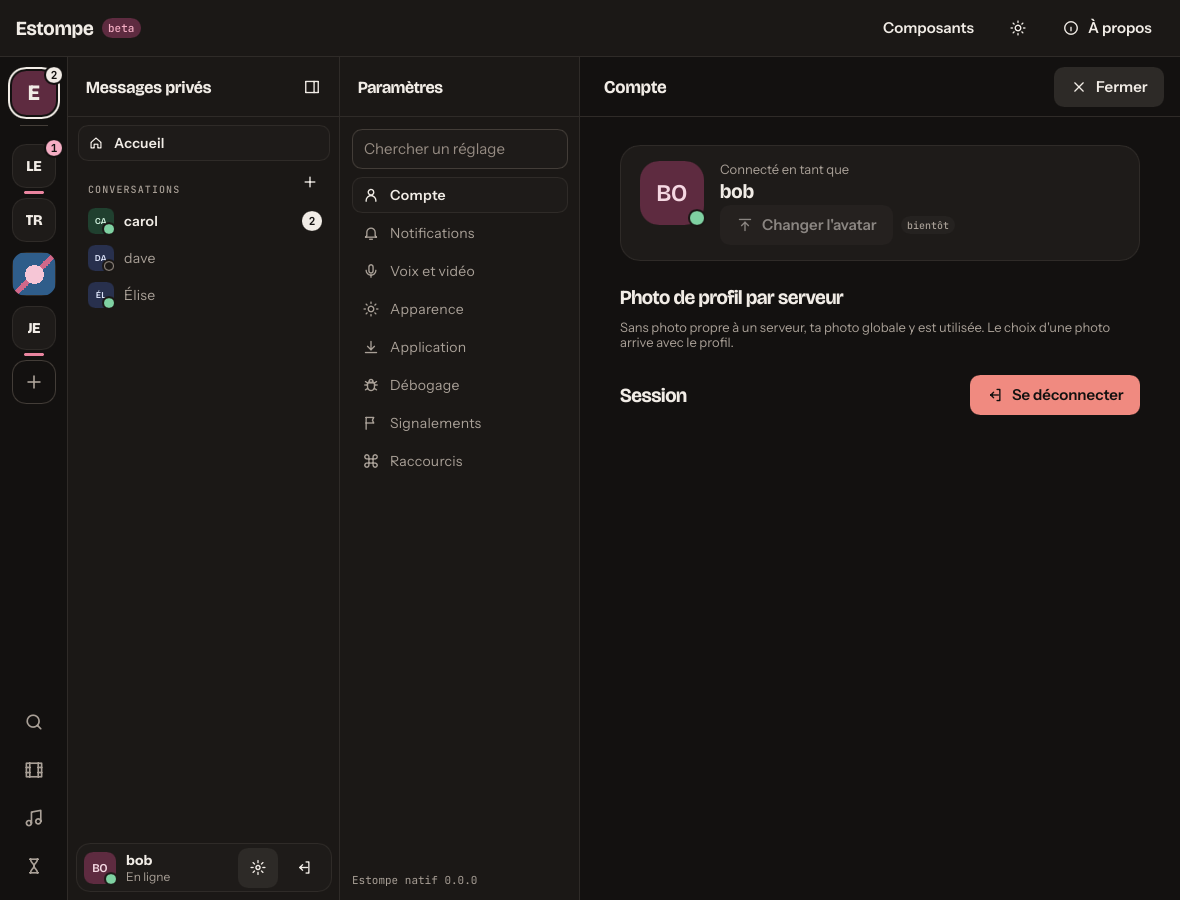 Estompe beta
Composants
À propos
E 2
LE 1
TR
JE
Messages privés
Accueil
CONVERSATIONS
CA carol 2
DA dave
ÉL Élise
BO bob
En ligne
Paramètres
Chercher un réglage
Compte
Notifications
Voix et vidéo
Apparence
Application
Débogage
Signalements
Raccourcis
Estompe natif 0.0.0
Compte
Fermer
BO
Connecté en tant que
bob
Changer l'avatar bientôt
Photo de profil par serveur
Sans photo propre à un serveur, ta photo globale y est utilisée. Le choix d'une photo
arrive avec le profil.
Session
Se déconnecter